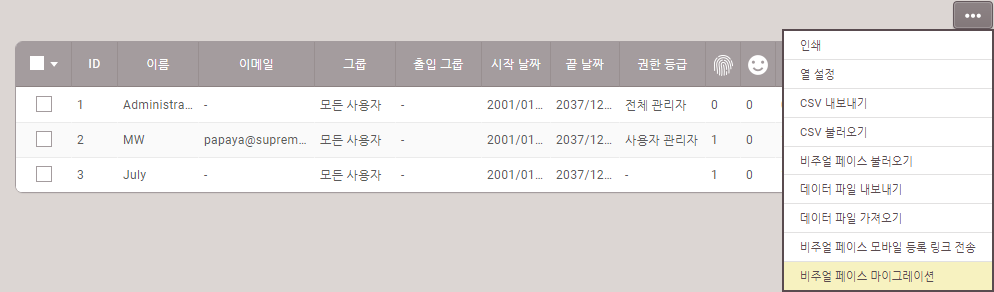 •••
ID 이름 이메일 그룹 출입 그룹 시작 날짜 끝 날짜 권한 등급
1 Administra… - 모든 사용자 - 2001/01… 2037/12… 전체 관리자 0 0
2 MW papaya@suprem… 모든 사용자 - 2001/01… 2037/12… 사용자 관리자 1 0
3 July - 모든 사용자 - 2001/01… 2037/12… - 1 0
인쇄
열 설정
CSV 내보내기
CSV 불러오기
비주얼 페이스 불러오기
데이터 파일 내보내기
데이터 파일 가져오기
비주얼 페이스 모바일 등록 링크 전송
비주얼 페이스 마이그레이션